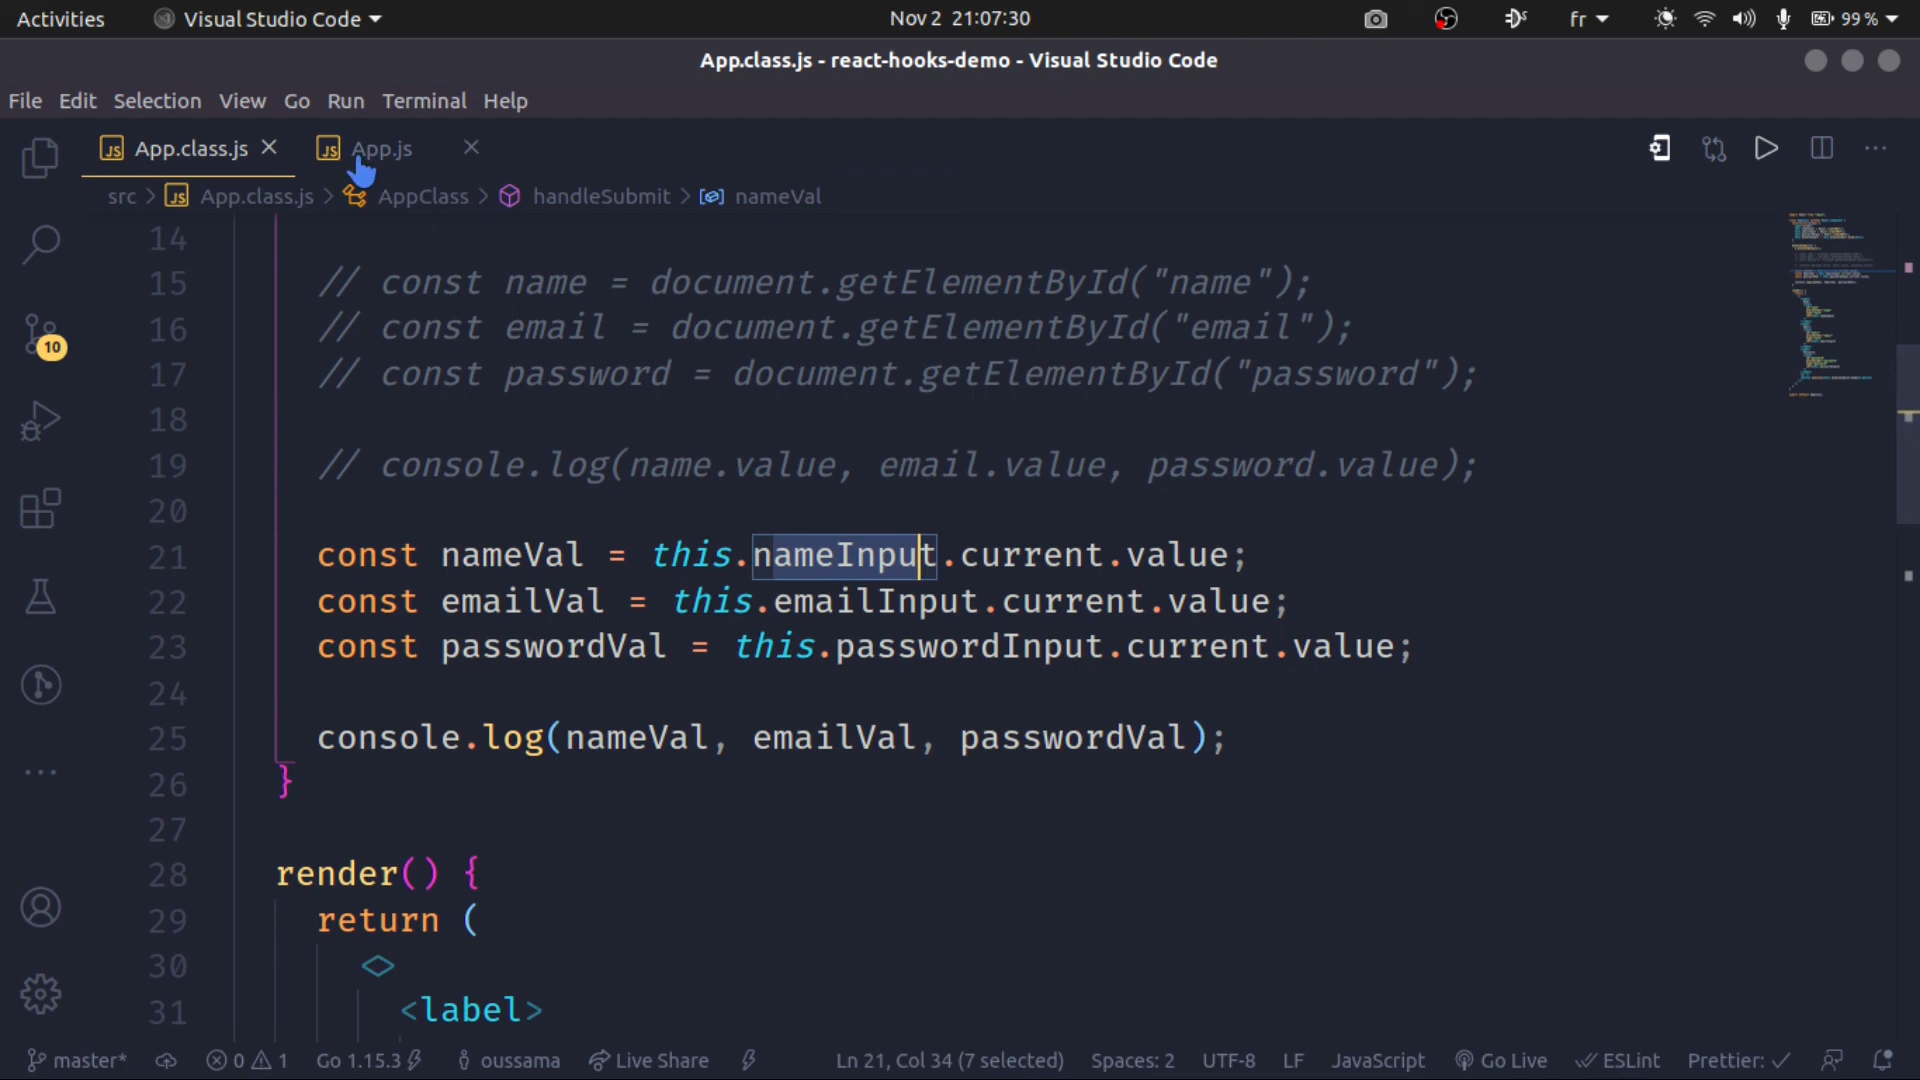 Activities Visual Studio Code Nov 2 21:07:30 fr 99 %
App.class.js - react-hooks-demo - Visual Studio Code
File Edit Selection View Go Run Terminal Help
JS App.class.js JS App.js
src > JS App.class.js > AppClass > handleSubmit > nameVal
14
15 // const name = document.getElementById("name");
16 // const email = document.getElementById("email");
17 // const password = document.getElementById("password");
18
19 // console.log(name.value, email.value, password.value);
20
21 const nameVal = this.nameInput.current.value;
22 const emailVal = this.emailInput.current.value;
23 const passwordVal = this.passwordInput.current.value;
24
25 console.log(nameVal, emailVal, passwordVal);
26 }
27
28 render() {
29 return (
30 <>
31 <label>
10
master* 0 1 Go 1.15.3 oussama Live Share Ln 21, Col 34 (7 selected) Spaces: 2 UTF-8 LF JavaScript Go Live ESLint Prettier: